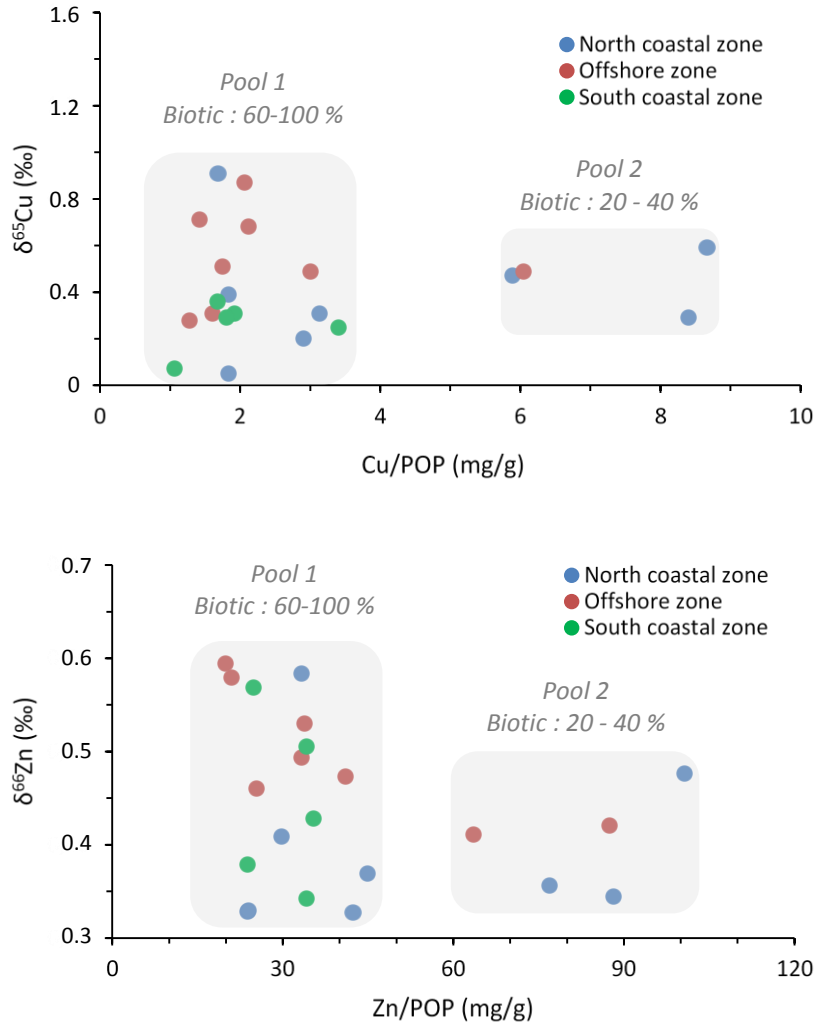 1.6
1.2
0.8
0.4
0
δ⁶⁵Cu (‰)
Pool 1
Biotic : 60-100 %
North coastal zone
Offshore zone
South coastal zone
Pool 2
Biotic : 20 - 40 %
0 2 4 6 8 10
Cu/POP (mg/g)
0.7
0.6
0.5
0.4
0.3
δ⁶⁶Zn (‰)
Pool 1
Biotic : 60-100 %
North coastal zone
Offshore zone
South coastal zone
Pool 2
Biotic : 20 - 40 %
0 30 60 90 120
Zn/POP (mg/g)